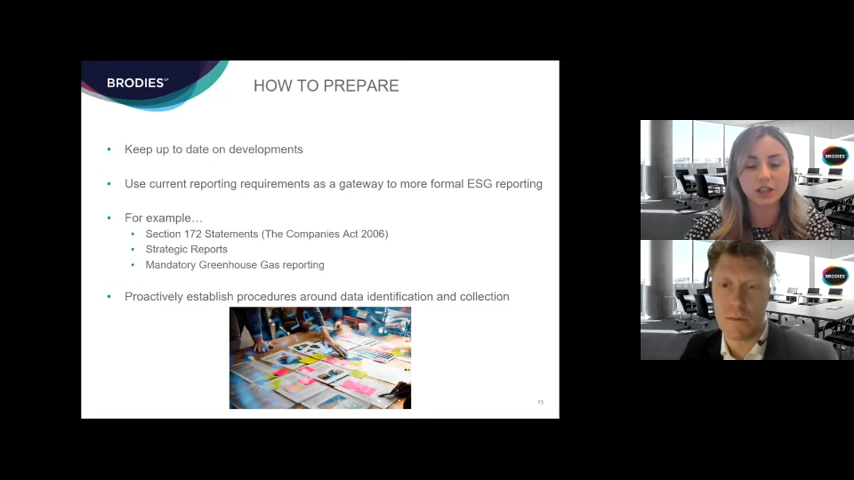 BRODIES LLP
HOW TO PREPARE
• Keep up to date on developments
• Use current reporting requirements as a gateway to more formal ESG reporting
• For example…
• Section 172 Statements (The Companies Act 2006)
• Strategic Reports
• Mandatory Greenhouse Gas reporting
• Proactively establish procedures around data identification and collection
13
BRODIES
BRODIES